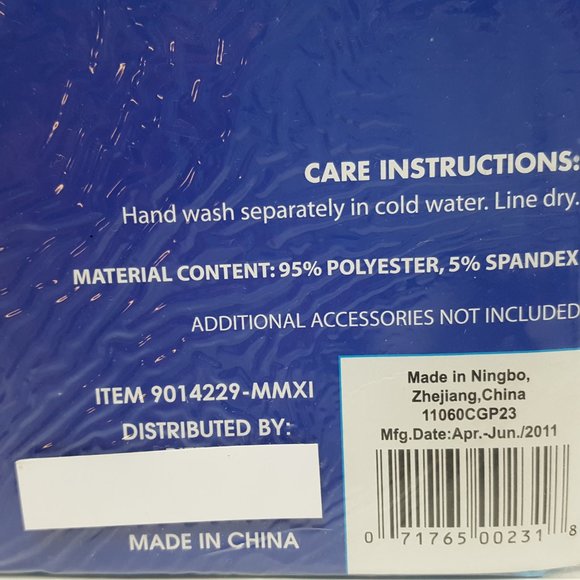 CARE INSTRUCTIONS:
Hand wash separately in cold water. Line dry.
MATERIAL CONTENT: 95% POLYESTER, 5% SPANDEX
ADDITIONAL ACCESSORIES NOT INCLUDED
ITEM 9014229-MMXI
DISTRIBUTED BY:
MADE IN CHINA
Made in Ningbo,
Zhejiang,China
11060CGP23
Mfg.Date:Apr.-Jun./2011
0 71765 00231 8